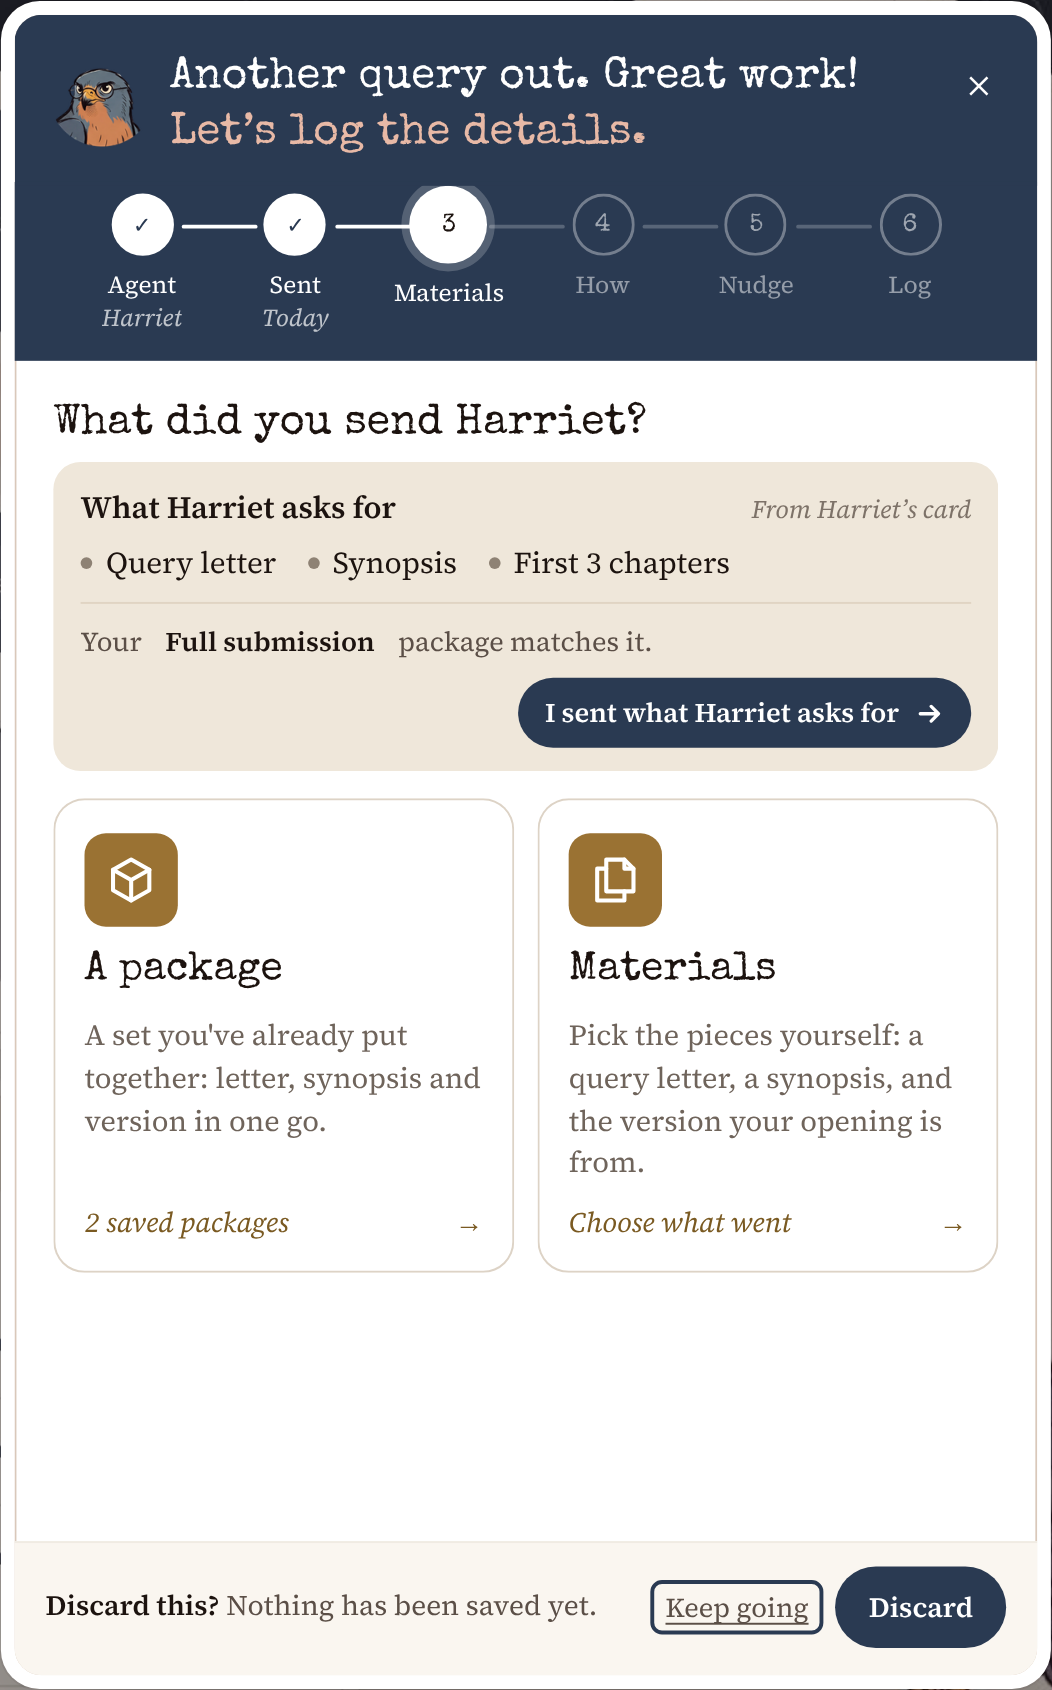 Another query out. Great work!
Let’s log the details.
✓ ✓ 3 4 5 6
Agent Sent Materials How Nudge Log
Harriet Today
What did you send Harriet?
What Harriet asks for From Harriet’s card
• Query letter • Synopsis • First 3 chapters
Your Full submission package matches it.
I sent what Harriet asks for →
A package
A set you've already put
together: letter, synopsis and
version in one go.
2 saved packages →
Materials
Pick the pieces yourself: a
query letter, a synopsis, and
the version your opening is
from.
Choose what went →
Discard this? Nothing has been saved yet. Keep going Discard